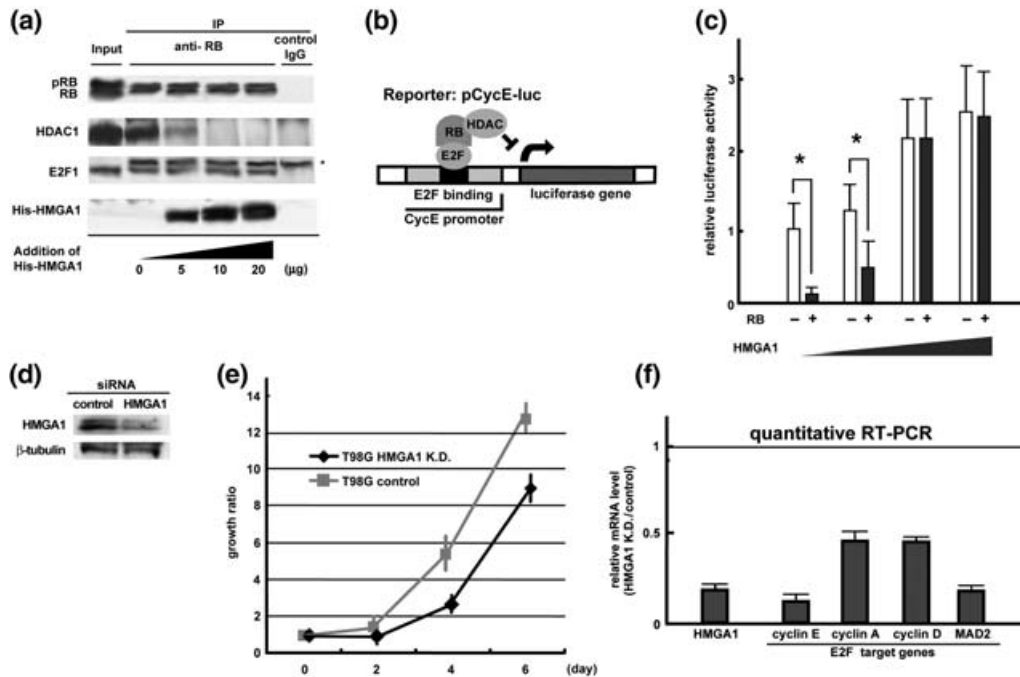 (a)
IP
Input
anti- RB
control
IgG
pRB
RB
HDAC1
E2F1
*
His-HMGA1
Addition of
His-HMGA1
0 5 10 20 (μg)
(b)
Reporter: pCycE-luc
RB
HDAC
E2F
E2F binding
luciferase gene
CycE promoter
(c)
relative luciferase activity
3
2
1
0
*
*
RB − + − + − + − +
HMGA1
(d)
siRNA
control HMGA1
HMGA1
β-tubulin
(e)
growth ratio
14
12
10
8
6
4
2
0
T98G HMGA1 K.D.
T98G control
0 2 4 6 (day)
(f)
quantitative RT-PCR
relative mRNA level
(HMGA1 K.D./control)
1
0.5
0
HMGA1 cyclin E cyclin A cyclin D MAD2
E2F target genes